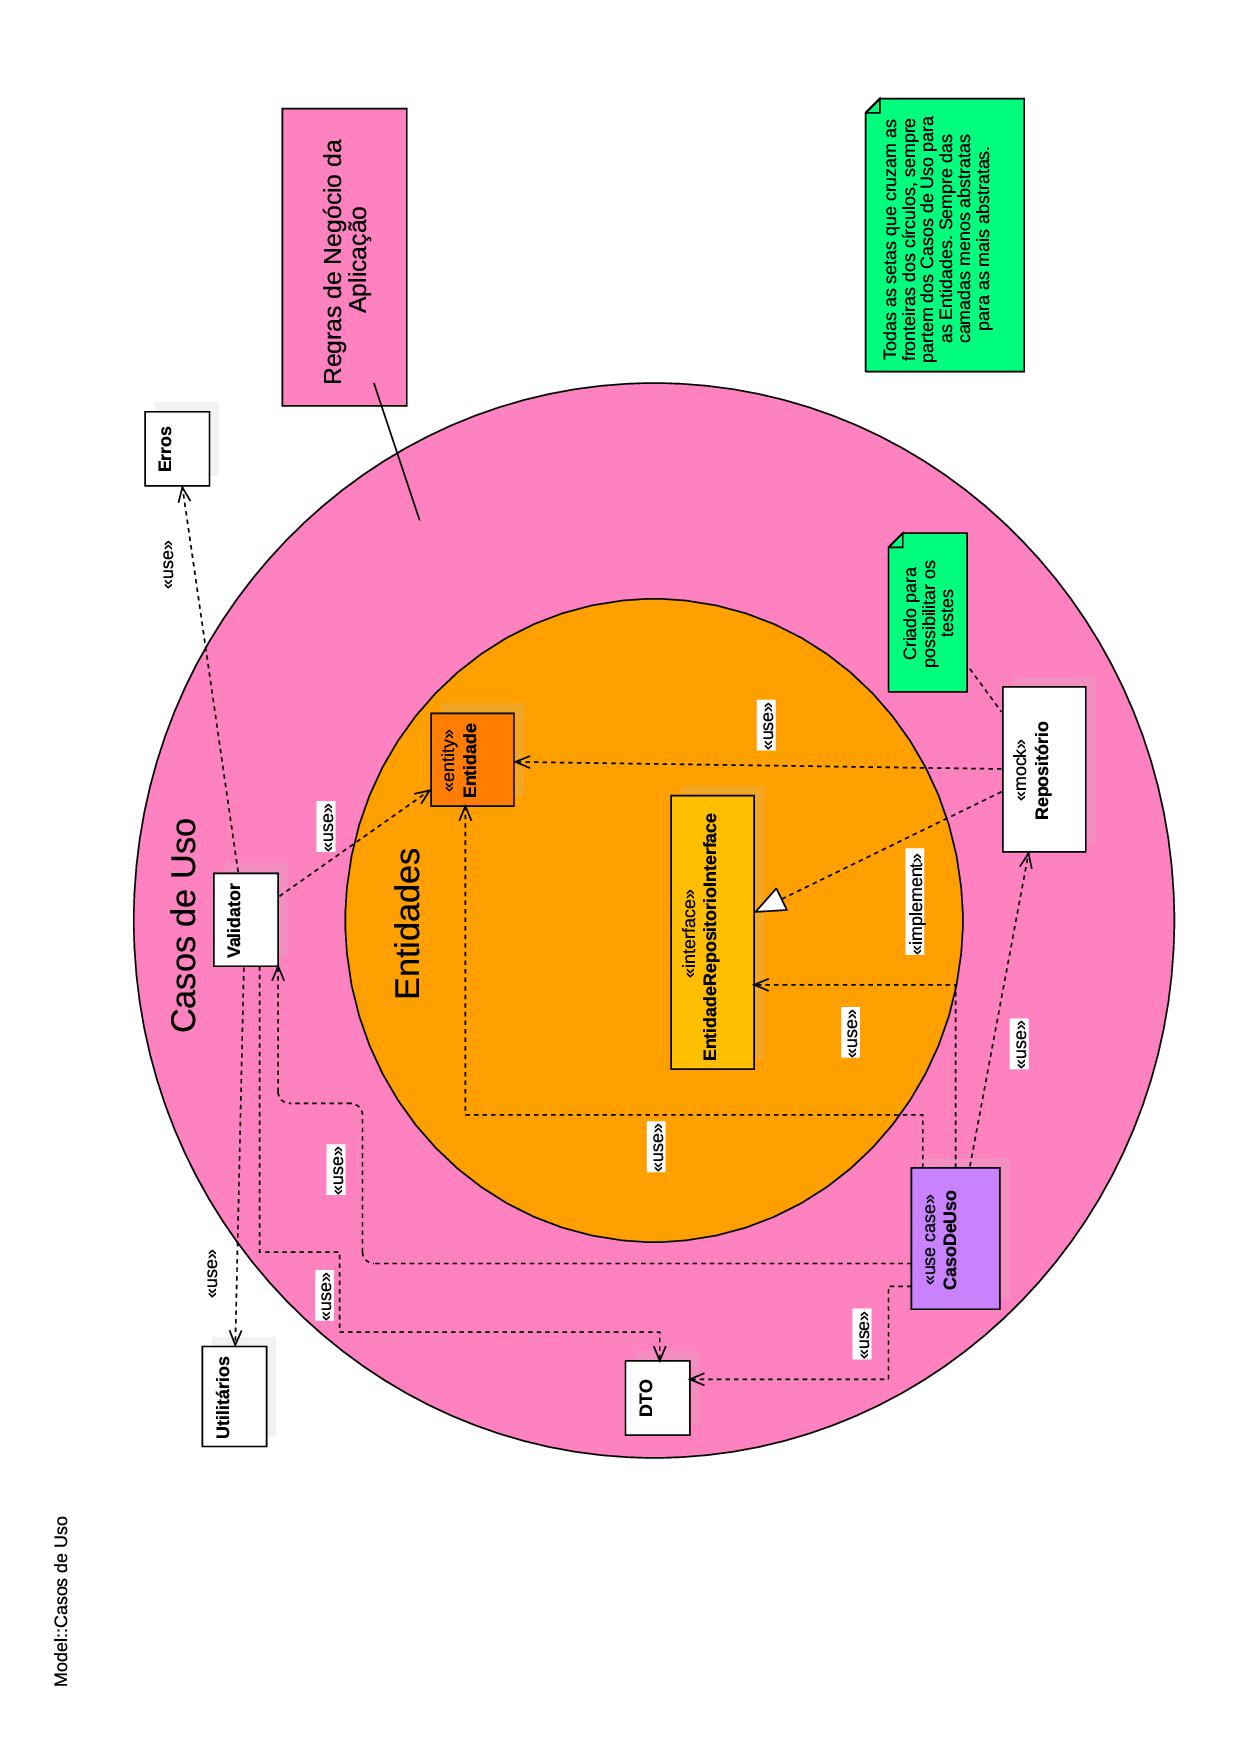 Model::Casos de Uso
Casos de Uso
Erros
«use»
Utilitários
«use»
Validator
«use»
«use»
«use»
Regras de Negócio da
Aplicação
Entidades
«entity»
Entidade
DTO
«use»
«interface»
EntidadeRepositorioInterface
«use»
«use»
«use»
«implement»
Criado para
possibilitar os
testes
Todas as setas que cruzam as
fronteiras dos círculos, sempre
partem dos Casos de Uso para
as Entidades. Sempre das
camadas menos abstratas
para as mais abstratas.
«use case»
CasoDeUso
«use»
«mock»
Repositório